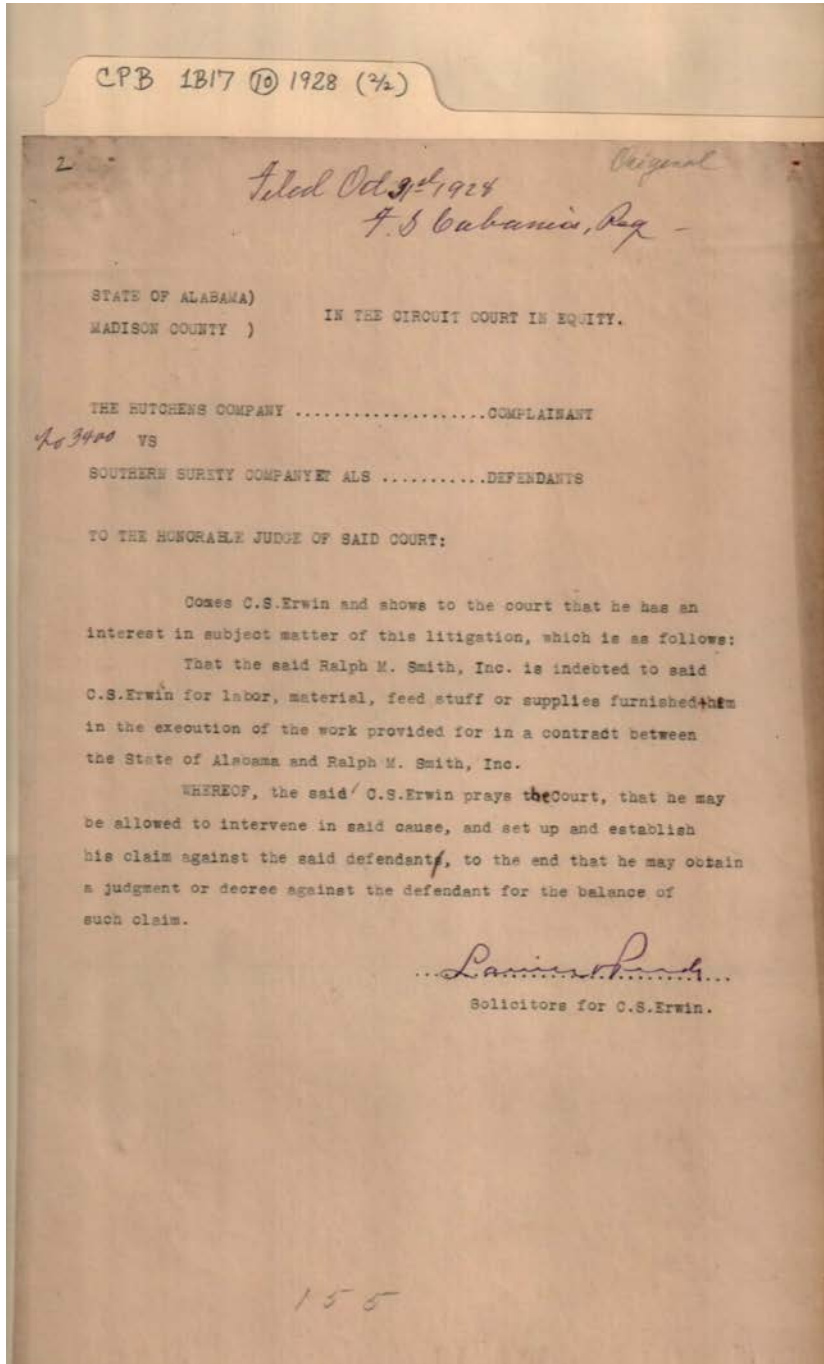 CPB 1B17 ⑩ 1928 (2/2)
2
Original
Filed Oct 31st 1928
Cabaniss, Reg
STATE OF ALABAMA)
IN THE CIRCUIT COURT IN EQUITY.
MADISON COUNTY )
THE HUTCHENS COMPANY ....................COMPLAINANT
No 3400 VS
SOUTHERN SURETY COMPANYET ALS ...........DEFENDANTS
TO THE HONORABLE JUDGE OF SAID COURT:
Comes C.S.Erwin and shows to the court that he has an
interest in subject matter of this litigation, which is as follows:
That the said Ralph M. Smith, Inc. is indebted to said
C.S.Erwin for labor, material, feed stuff or supplies furnished them
in the execution of the work provided for in a contract between
the State of Alabama and Ralph M. Smith, Inc.
WHEREOF, the said C.S.Erwin prays the Court, that he may
be allowed to intervene in said cause, and set up and establish
his claim against the said defendant, to the end that he may obtain
a judgment or decree against the defendant for the balance of
such claim.
Solicitors for C.S.Erwin.
155